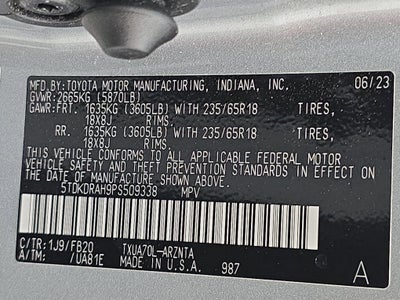 MFD.BY:TOYOTA MOTOR MANUFACTURING, INDIANA, INC. 06/23
GVWR:2665KG (5870LB)
GAWR:FRT. 1635KG (3605LB) WITH 235/65R18 TIRES,
18X8J RIMS.
RR. 1635KG (3605LB) WITH 235/65R18 TIRES,
18X8J RIMS.
THIS VEHICLE CONFORMS TO ALL APPLICABLE FEDERAL MOTOR
VEHICLE SAFETY AND THEFT PREVENTION STANDARDS IN EFFECT ON
THE DATE OF MANUFACTURE SHOWN ABOVE.
5TDKDRAH9PS509338 MPV
C/TR:1J9/FB20 TXUA70L-ARZNTA
A/TM: /UA81E MADE IN U.S.A. 987 A